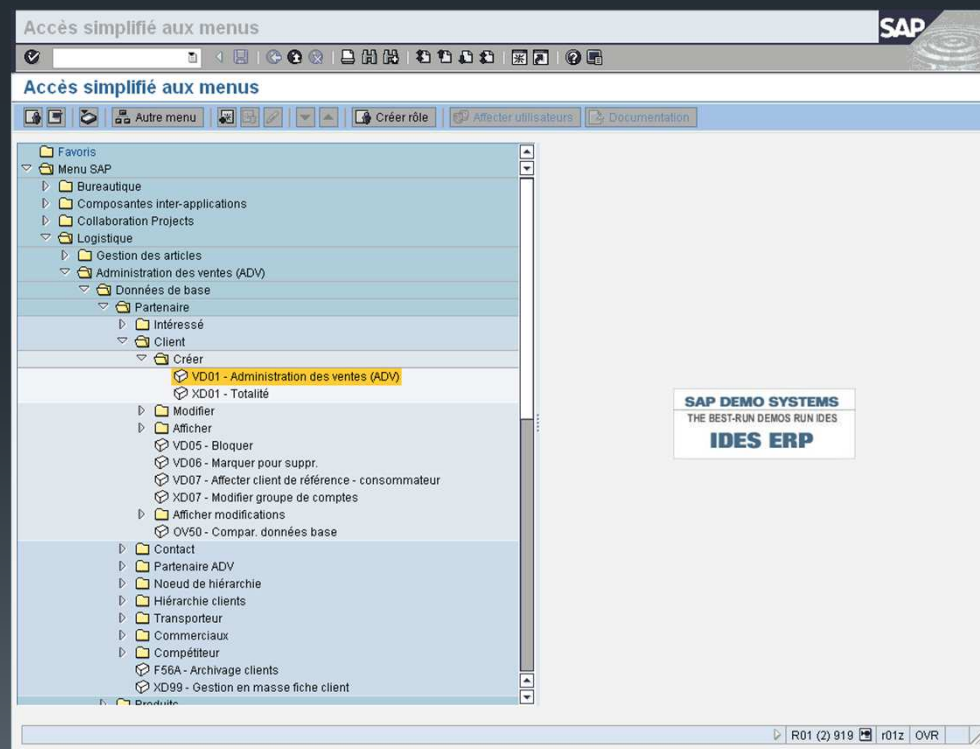 Accès simplifié aux menus
SAP
Accès simplifié aux menus
Autre menu
Créer rôle
Affecter utilisateurs
Documentation
Favoris
Menu SAP
Bureautique
Composantes inter-applications
Collaboration Projects
Logistique
Gestion des articles
Administration des ventes (ADV)
Données de base
Partenaire
Intéressé
Client
Créer
VD01 - Administration des ventes (ADV)
XD01 - Totalité
Modifier
Afficher
VD05 - Bloquer
VD06 - Marquer pour suppr.
VD07 - Affecter client de référence - consommateur
XD07 - Modifier groupe de comptes
Afficher modifications
OV50 - Compar. données base
Contact
Partenaire ADV
Noeud de hiérarchie
Hiérarchie clients
Transporteur
Commerciaux
Compétiteur
F56A - Archivage clients
XD99 - Gestion en masse fiche client
Produits
SAP DEMO SYSTEMS
THE BEST-RUN DEMOS RUN IDES
IDES ERP
R01 (2) 919
r01z
OVR